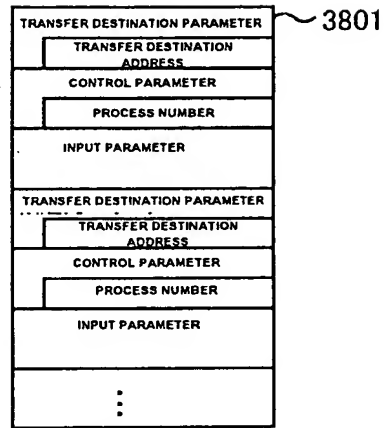 TRANSFER DESTINATION PARAMETER 3801
TRANSFER DESTINATION
ADDRESS
CONTROL PARAMETER
PROCESS NUMBER
INPUT PARAMETER
TRANSFER DESTINATION PARAMETER
TRANSFER DESTINATION
ADDRESS
CONTROL PARAMETER
PROCESS NUMBER
INPUT PARAMETER